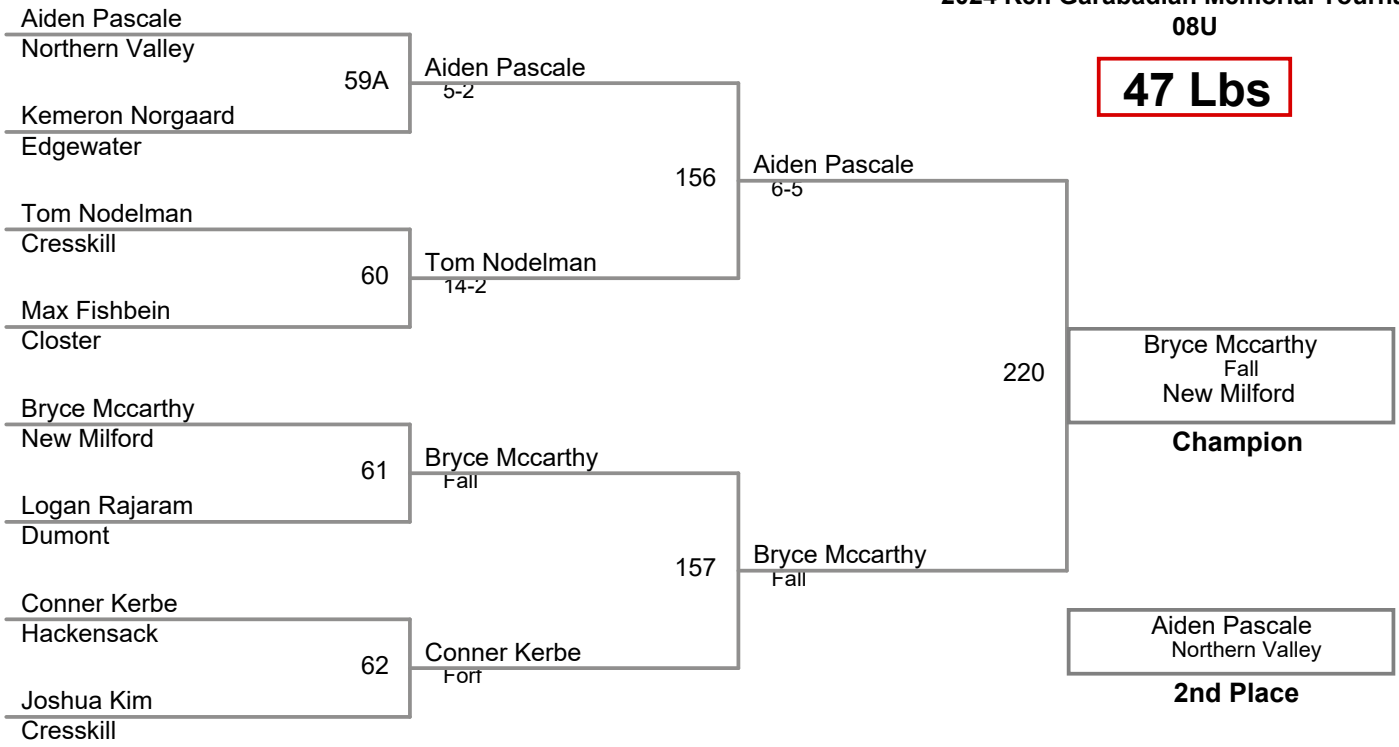 2024 Ken Garabadian Memorial
08U
47 Lbs
Aiden Pascale
Northern Valley
59A
Kemeron Norgaard
Edgewater
Tom Nodelman
Cresskill
60
Max Fishbein
Closter
Bryce Mccarthy
New Milford
61
Logan Rajaram
Dumont
Conner Kerbe
Hackensack
62
Joshua Kim
Cresskill
Aiden Pascale
5-2
156
Tom Nodelman
14-2
Bryce Mccarthy
Fall
157
Conner Kerbe
Forf
Aiden Pascale
6-5
220
Bryce Mccarthy
Fall
Bryce Mccarthy
Fall
New Milford
Champion
Aiden Pascale
Northern Valley
2nd Place